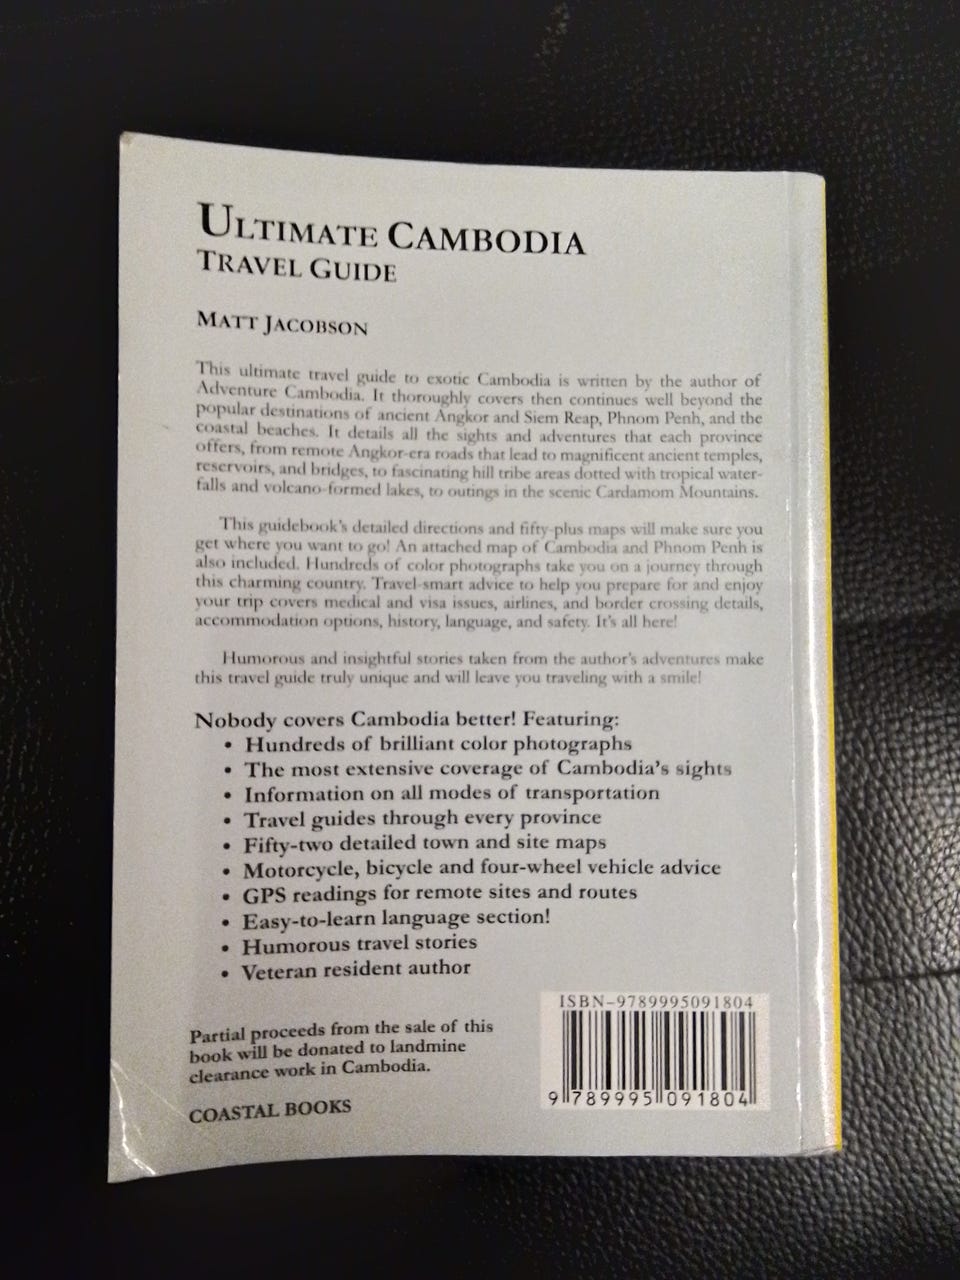 ULTIMATE CAMBODIA
TRAVEL GUIDE
MATT JACOBSON
This ultimate travel guide to exotic Cambodia is written by the author of
Adventure Cambodia. It thoroughly covers then continues well beyond the
popular destinations of ancient Angkor and Siem Reap, Phnom Penh, and the
coastal beaches. It details all the sights and adventures that each province
offers, from remote Angkor-era roads that lead to magnificent ancient temples,
reservoirs, and bridges, to fascinating hill tribe areas dotted with tropical water-
falls and volcano-formed lakes, to outings in the scenic Cardamom Mountains.
This guidebook's detailed directions and fifty-plus maps will make sure you
get where you want to go! An attached map of Cambodia and Phnom Penh is
also included. Hundreds of color photographs take you on a journey through
this charming country. Travel-smart advice to help you prepare for and enjoy
your trip covers medical and visa issues, airlines, and border crossing details,
accommodation options, history, language, and safety. It's all here!
Humorous and insightful stories taken from the author's adventures make
this travel guide truly unique and will leave you traveling with a smile!
Nobody covers Cambodia better! Featuring:
• Hundreds of brilliant color photographs
• The most extensive coverage of Cambodia's sights
• Information on all modes of transportation
• Travel guides through every province
• Fifty-two detailed town and site maps
• Motorcycle, bicycle and four-wheel vehicle advice
• GPS readings for remote sites and routes
• Easy-to-learn language section!
• Humorous travel stories
• Veteran resident author
Partial proceeds from the sale of this
book will be donated to landmine
clearance work in Cambodia.
COASTAL BOOKS
ISBN-9789995091804
9 789995 091804